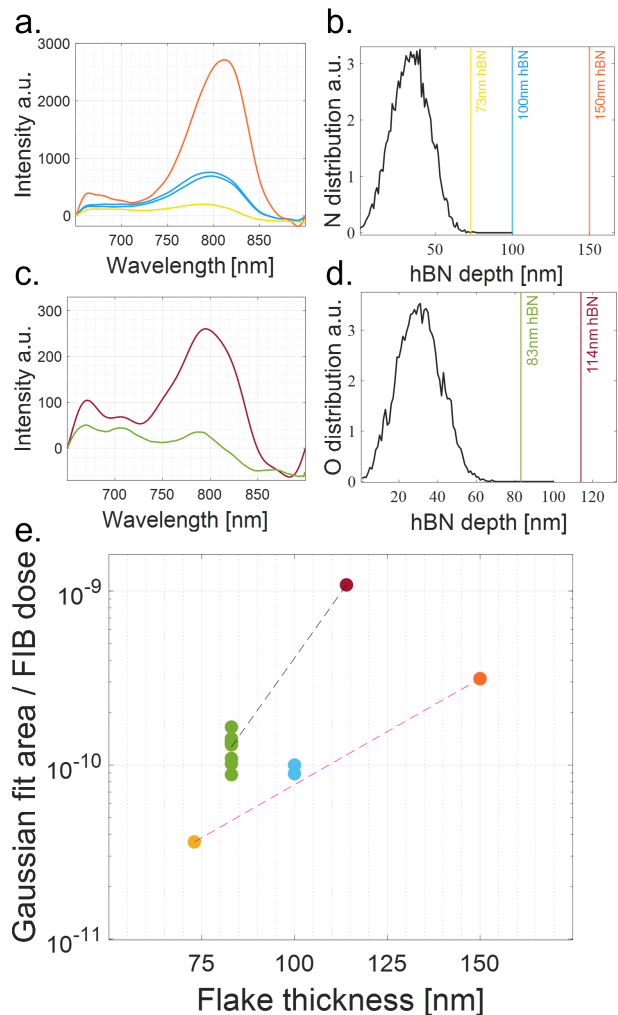 a.
3000
2000
1000
0
Intensity a.u.
700 750 800 850
Wavelength [nm]
b.
3
2
1
0
N distribution a.u.
73nm hBN
100nm hBN
150nm hBN
50 100 150
hBN depth [nm]
c.
300
200
100
0
Intensity a.u.
700 750 800 850
Wavelength [nm]
d.
3
2
1
0
O distribution a.u.
83nm hBN
114nm hBN
20 40 60 80 100 120
hBN depth [nm]
e.
10-9
10-10
10-11
Gaussian fit area / FIB dose
75 100 125 150
Flake thickness [nm]